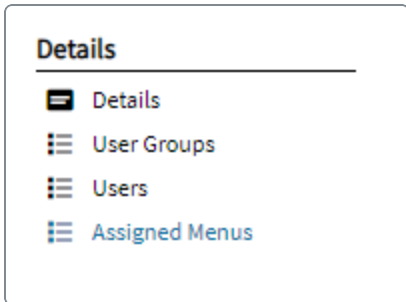 Details
Details
User Groups
Users
Assigned Menus